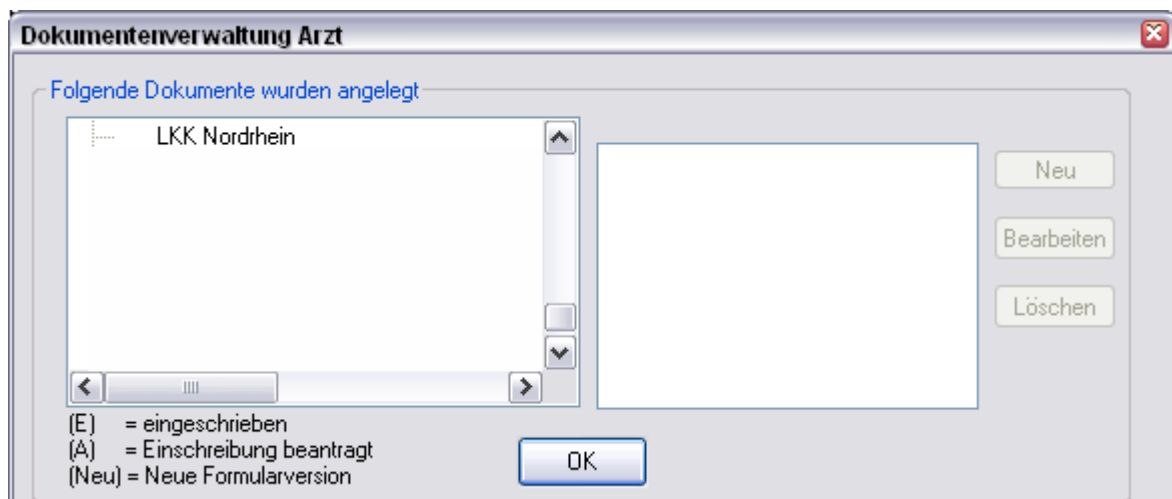 Dokumentenverwaltung Arzt
Folgende Dokumente wurden angelegt
LKK Nordrhein
Neu
Bearbeiten
Löschen
(E) = eingeschrieben
(A) = Einschreibung beantragt
(Neu) = Neue Formularversion
OK